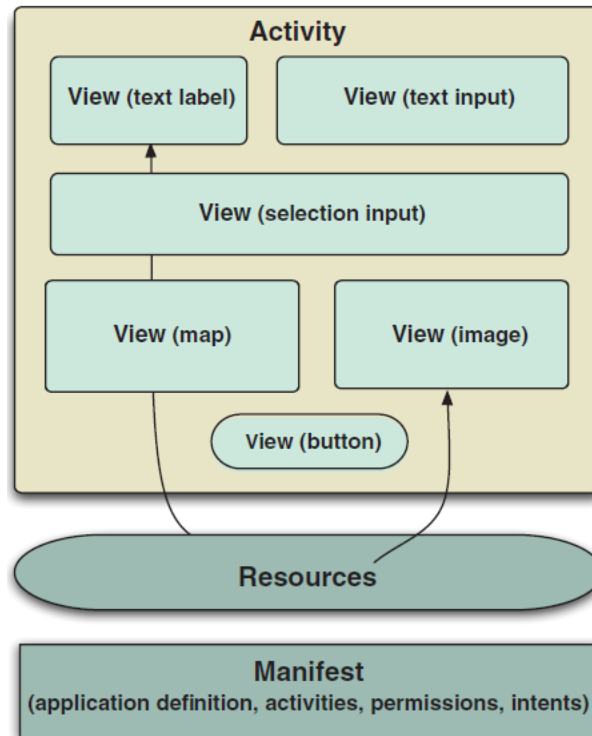 Activity
View (text label)
View (text input)
View (selection input)
View (map)
View (image)
View (button)
Resources
Manifest
(application definition, activities, permissions, intents)